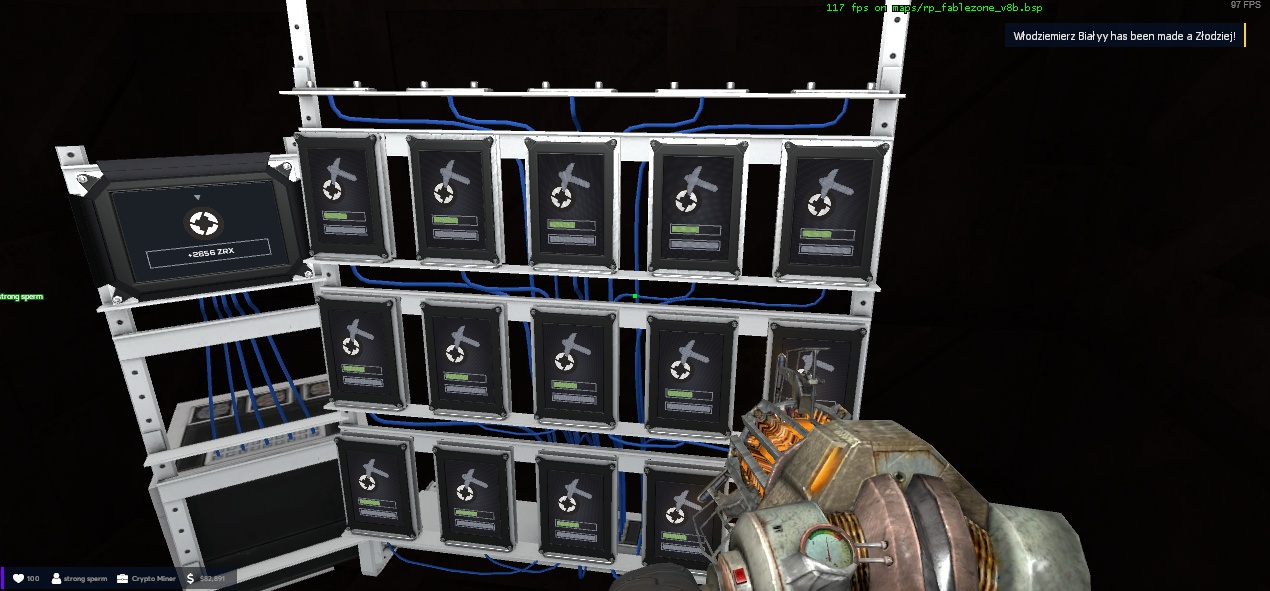 117 fps on maps/rp_fablezone_v8b.bsp
97 FPS
Włodziemierz Białyy has been made a Złodziej!
+2656 ZRX
strong sperm
100 strong sperm Crypto Miner $82,691